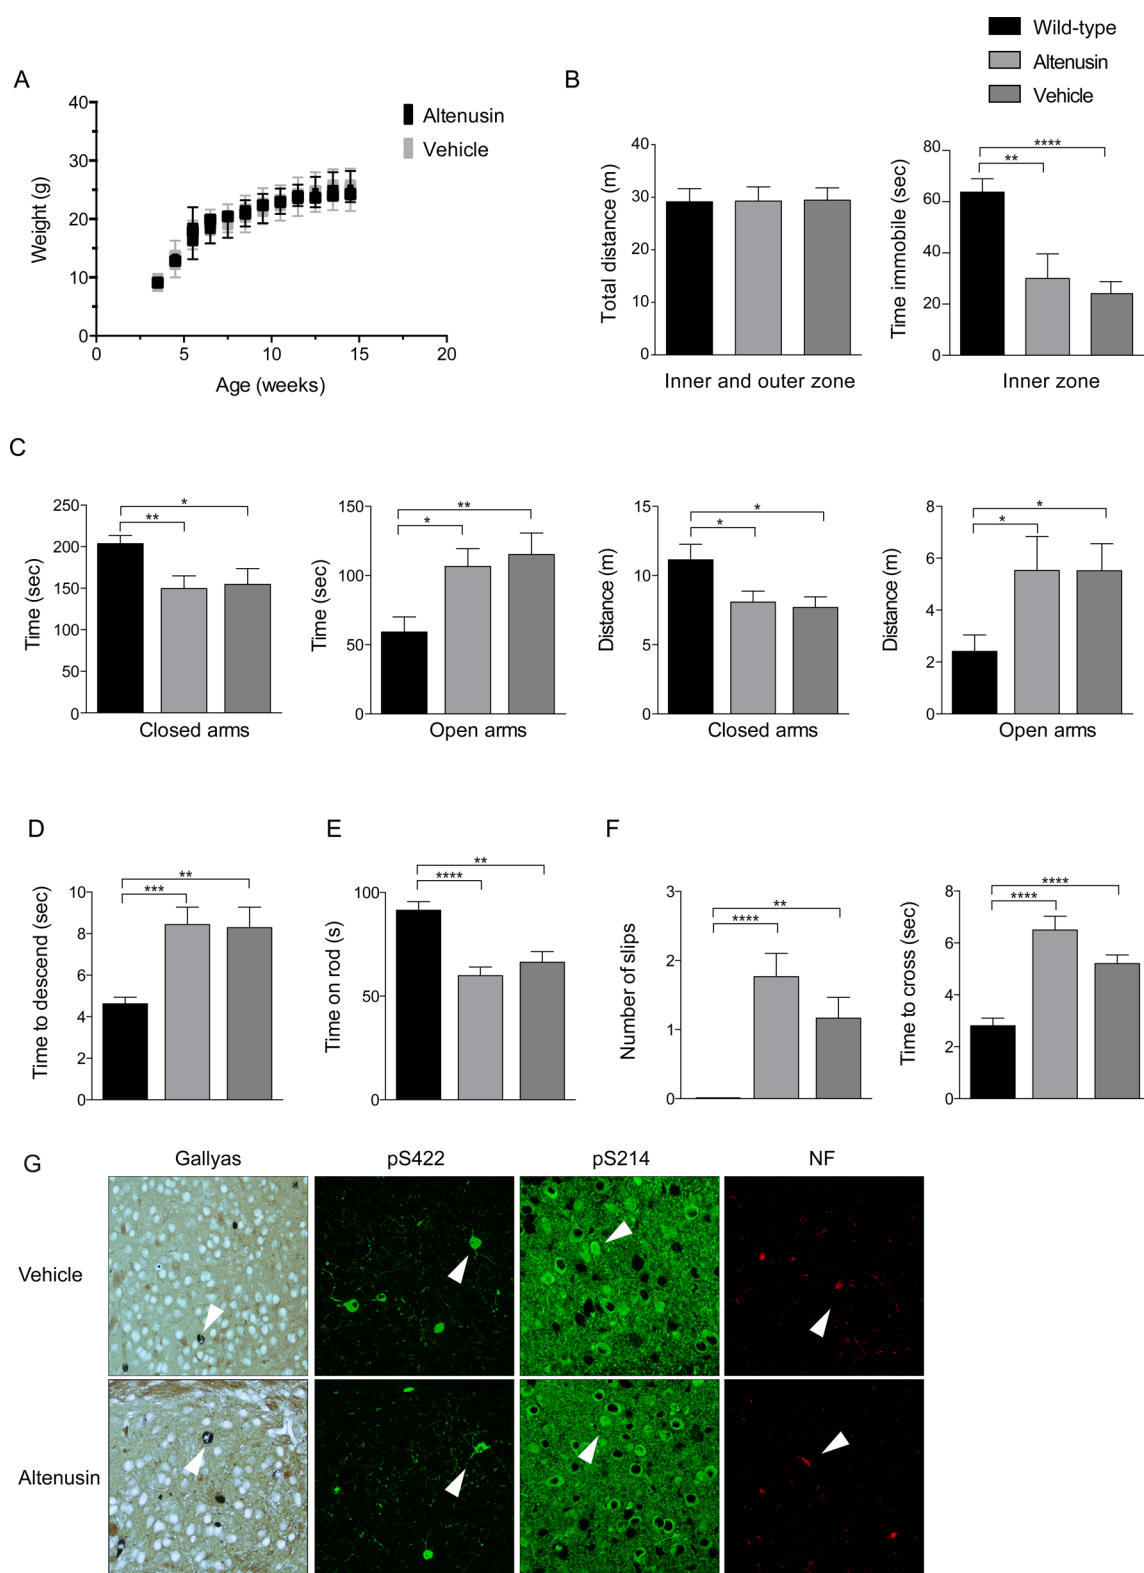 Wild-type
Altenusin
Vehicle
A
40
30
20
10
0
Weight (g)
0 5 10 15 20
Age (weeks)
Altenusin
Vehicle
B
40
30
20
10
0
Total distance (m)
Inner and outer zone
80
60
40
20
0
Time immobile (sec)
****
**
Inner zone
C
250
200
150
100
50
0
Time (sec)
*
**
Closed arms
150
100
50
0
Time (sec)
**
*
Open arms
15
10
5
0
Distance (m)
*
*
Closed arms
8
6
4
2
0
Distance (m)
*
*
Open arms
D
10
8
6
4
2
0
Time to descend (sec)
**
***
E
100
50
0
Time on rod (s)
**
****
F
3
2
1
0
Number of slips
**
****
8
6
4
2
0
Time to cross (sec)
****
****
G
Gallyas pS422 pS214 NF
Vehicle
Altenusin